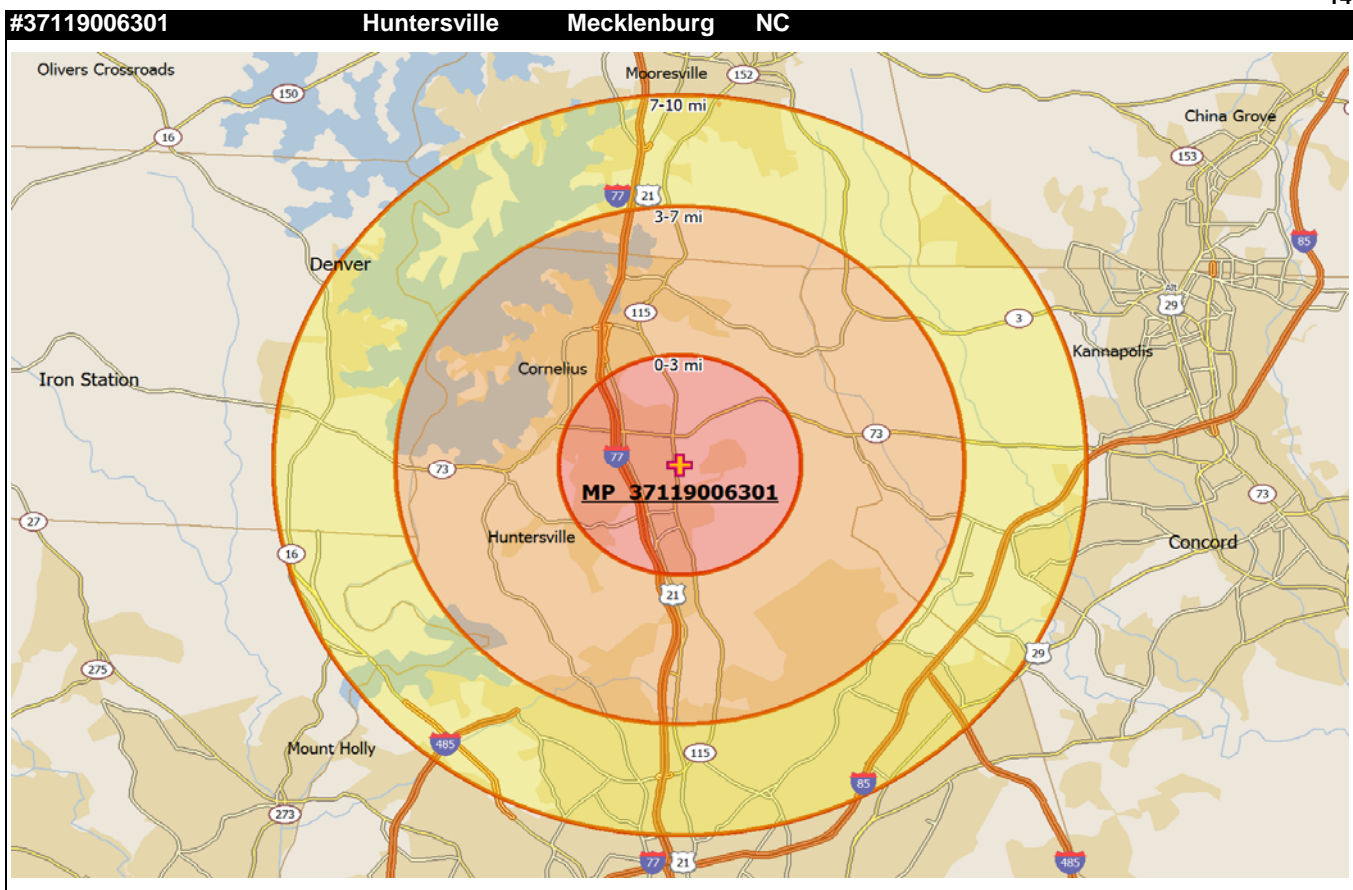 #37119006301 Huntersville Mecklenburg NC
Olivers Crossroads
Mooresville
152
150
7-10 mi
China Grove
16
153
77 21
3-7 mi
85
Denver
Alt
29
115
3
Kannapolis
0-3 mi
Cornelius
Iron Station
73
77
73
MP 37119006301
73
27
Huntersville
Concord
16
21
29
275
Mount Holly
485
115
85
273
77 21
485